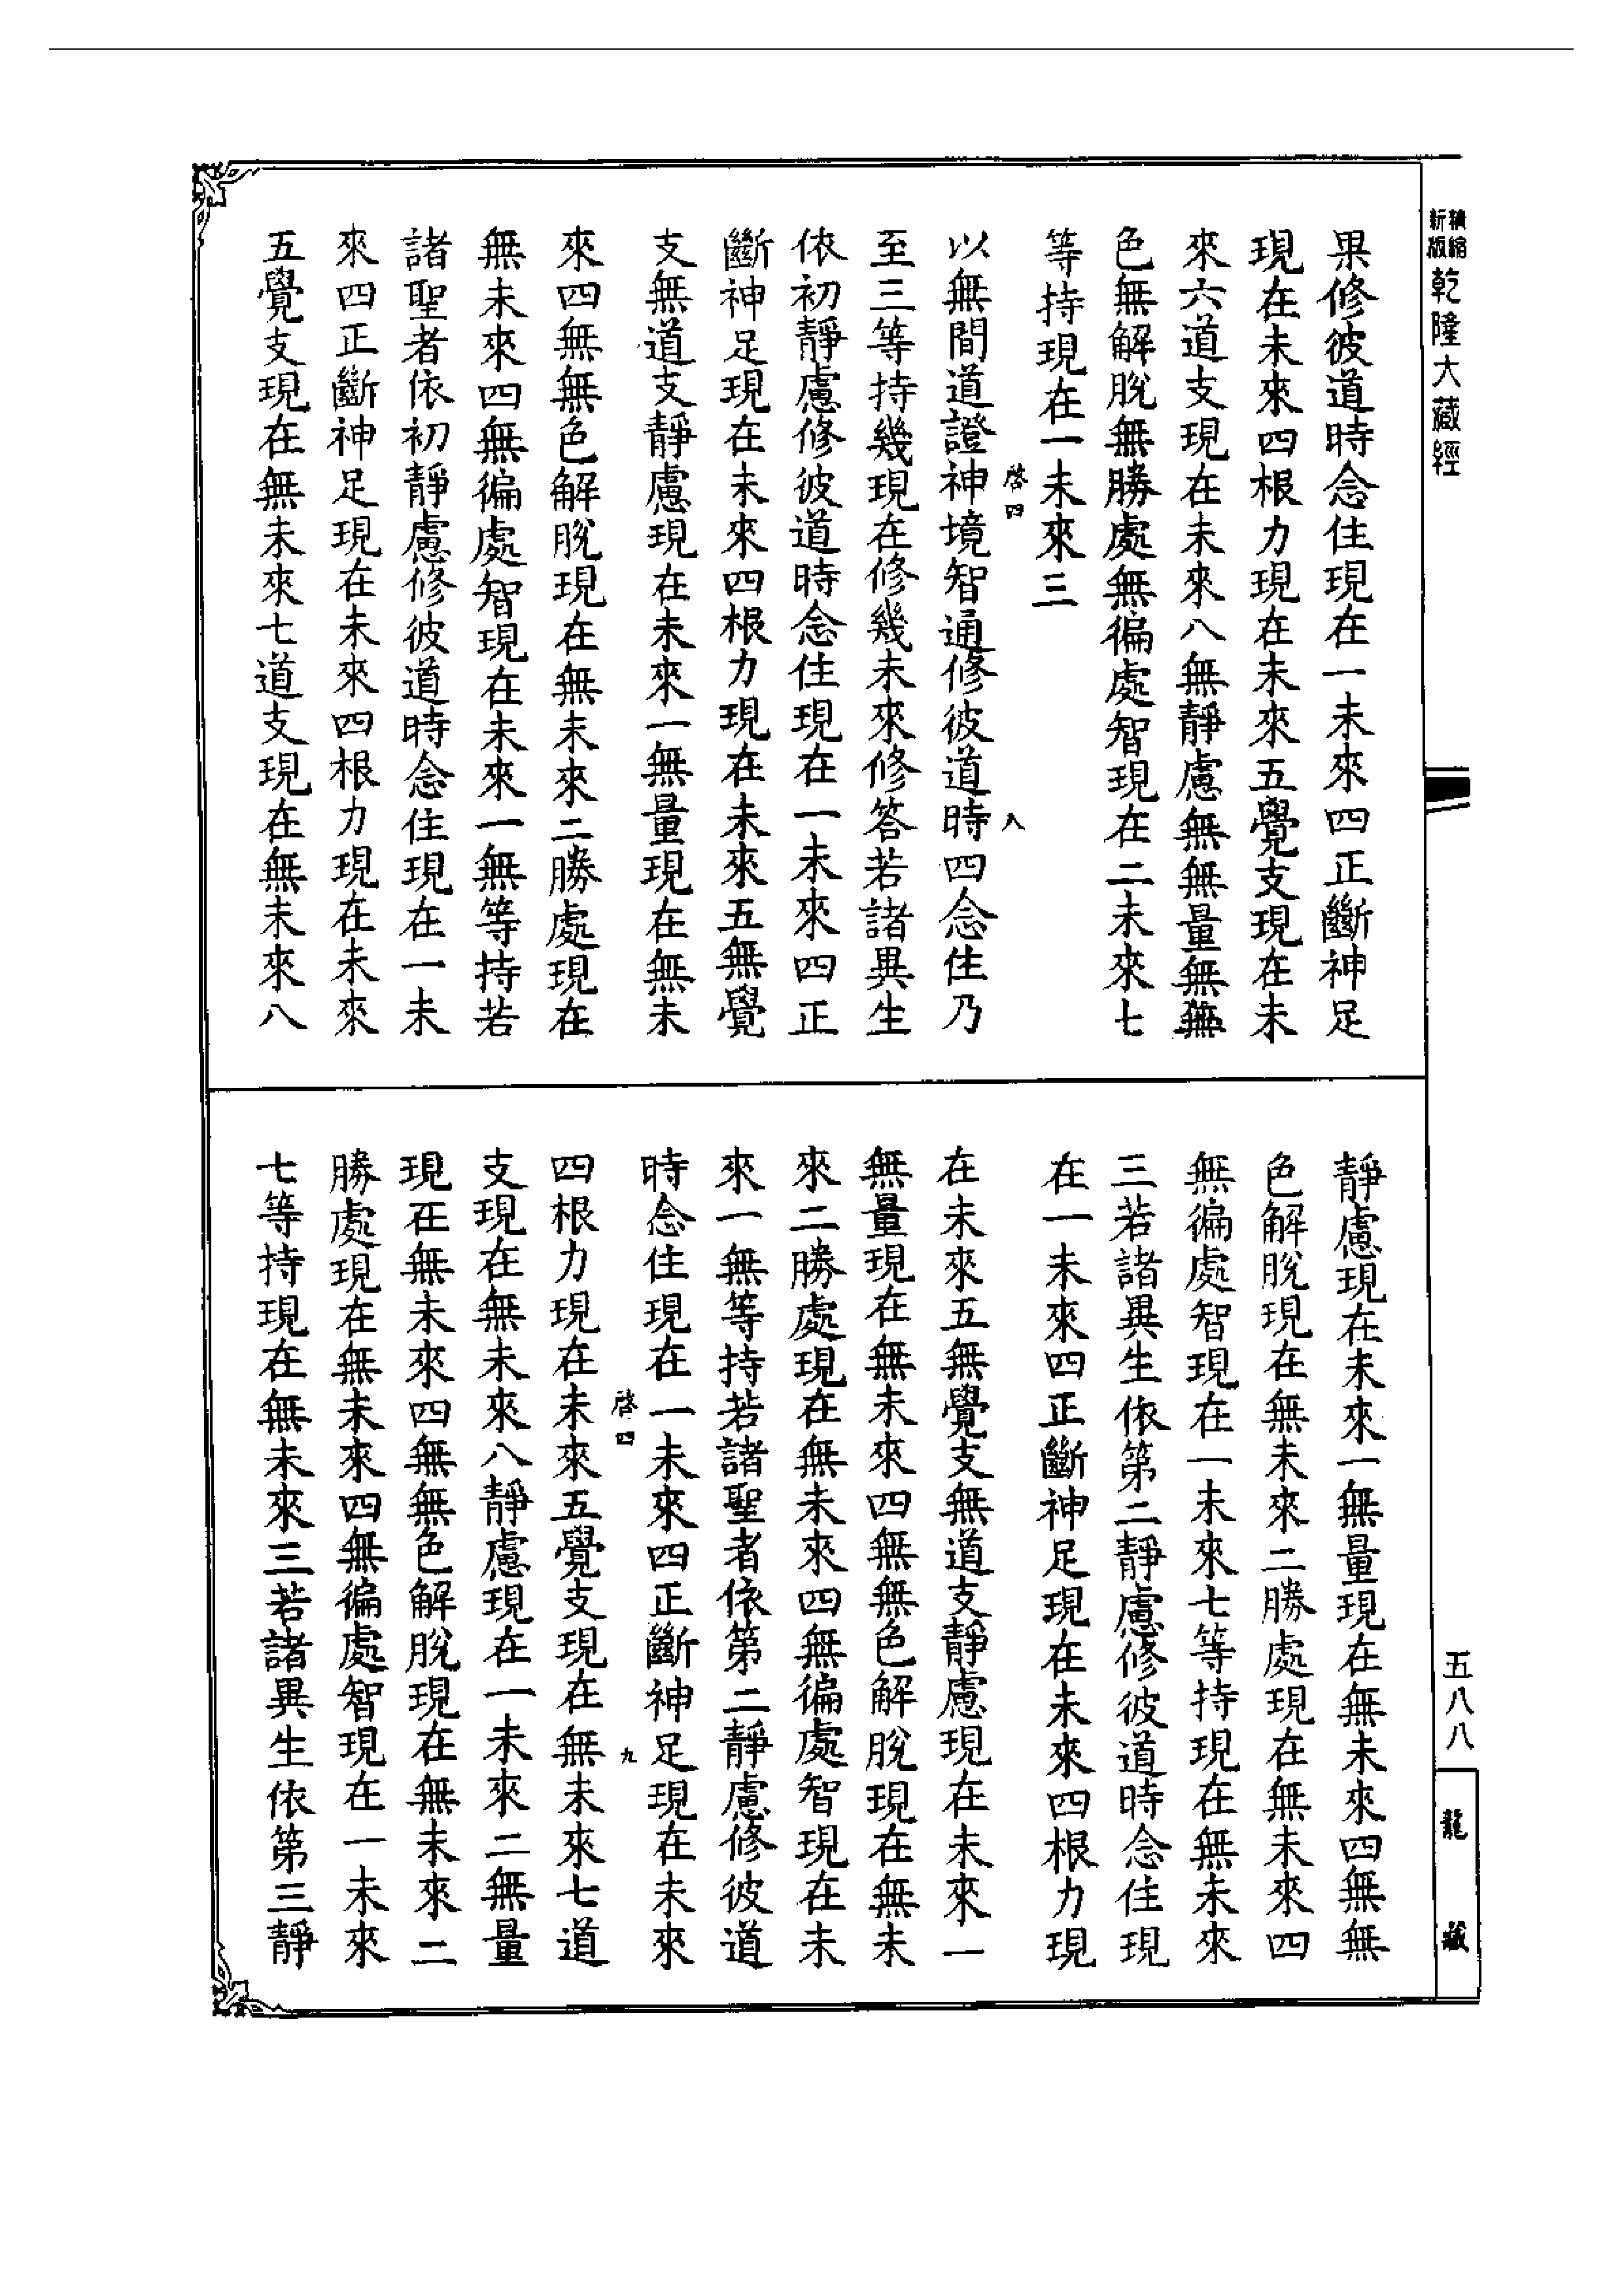 精縮新版乾隆大藏經
果修彼道時念住現在一未來四正斷神足
現在未來四根力現在未來五覺支現在未
來六道支現在未來八無靜慮無無量無無
色無解脫無勝處無徧處智現在二未來七
等持現在一未來三
啓四 八
以無間道證神境智通修彼道時四念住乃
至三等持幾現在修幾未來修答若諸異生
依初靜慮修彼道時念住現在一未來四正
斷神足現在未來四根力現在未來五無覺
支無道支靜慮現在未來一無量現在無未
來四無無色解脫現在無未來二勝處現在
無未來四無徧處智現在未來一無等持若
諸聖者依初靜慮修彼道時念住現在一未
來四正斷神足現在未來四根力現在未來
五覺支現在無未來七道支現在無未來八
靜慮現在未來一無量現在無未來四無無
色解脫現在無未來二勝處現在無未來四
無徧處智現在一未來七等持現在無未來
三若諸異生依第二靜慮修彼道時念住現
在一未來四正斷神足現在未來四根力現
在未來五無覺支無道支靜慮現在未來一
無量現在無未來四無無色解脫現在無未
來二勝處現在無未來四無徧處智現在未
來一無等持若諸聖者依第二靜慮修彼道
時念住現在一未來四正斷神足現在未來
啓四 九
四根力現在未來五覺支現在無未來七道
支現在無未來八靜慮現在一未來二無量
現在無未來四無無色解脫現在無未來二
勝處現在無未來四無徧處智現在一未來
七等持現在無未來三若諸異生依第三靜
五八八
龍藏